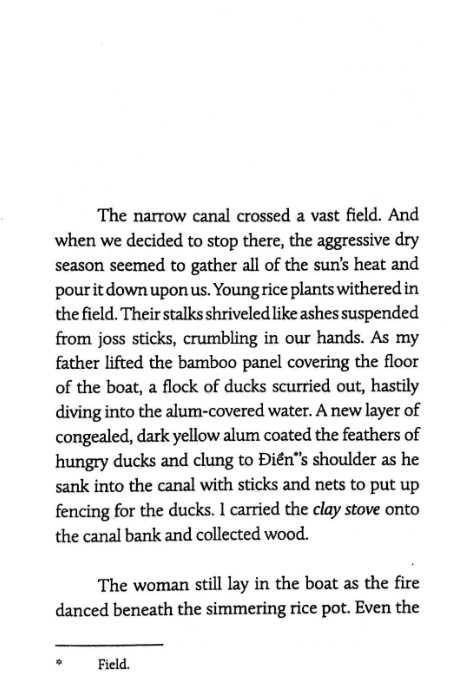 The narrow canal crossed a vast field. And
when we decided to stop there, the aggressive dry
season seemed to gather all of the sun's heat and
pour it down upon us. Young rice plants withered in
the field. Their stalks shriveled like ashes suspended
from joss sticks, crumbling in our hands. As my
father lifted the bamboo panel covering the floor
of the boat, a flock of ducks scurried out, hastily
diving into the alum-covered water. A new layer of
congealed, dark yellow alum coated the feathers of
hungry ducks and clung to Điền*'s shoulder as he
sank into the canal with sticks and nets to put up
fencing for the ducks. I carried the clay stove onto
the canal bank and collected wood.
The woman still lay in the boat as the fire
danced beneath the simmering rice pot. Even the
* Field.